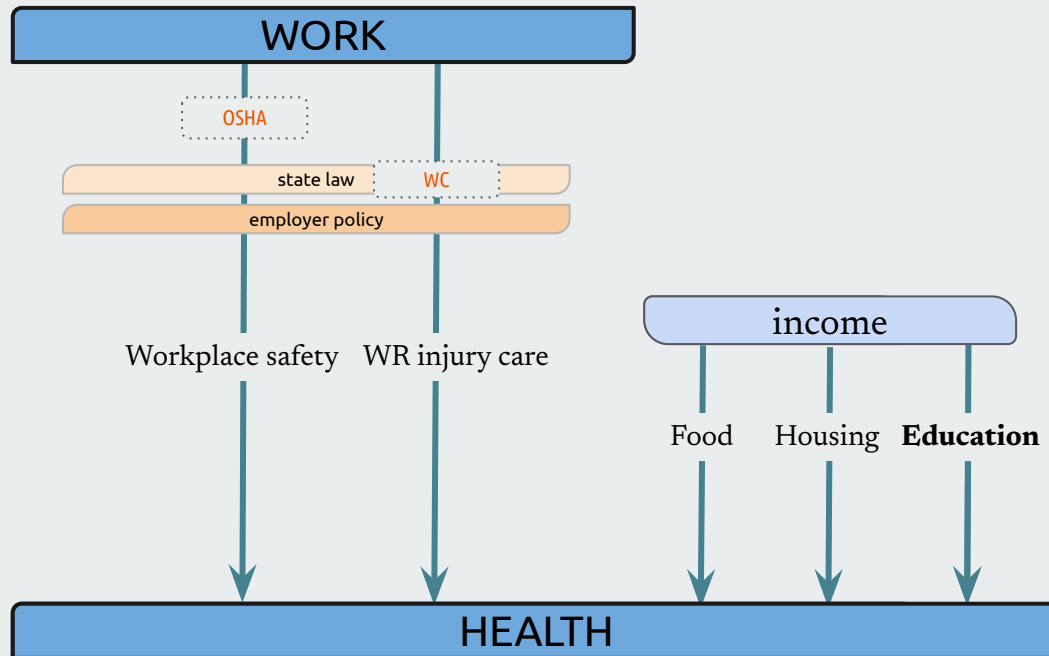 WORK
OSHA
state law
WC
employer policy
income
Workplace safety
WR injury care
Food
Housing
Education
HEALTH